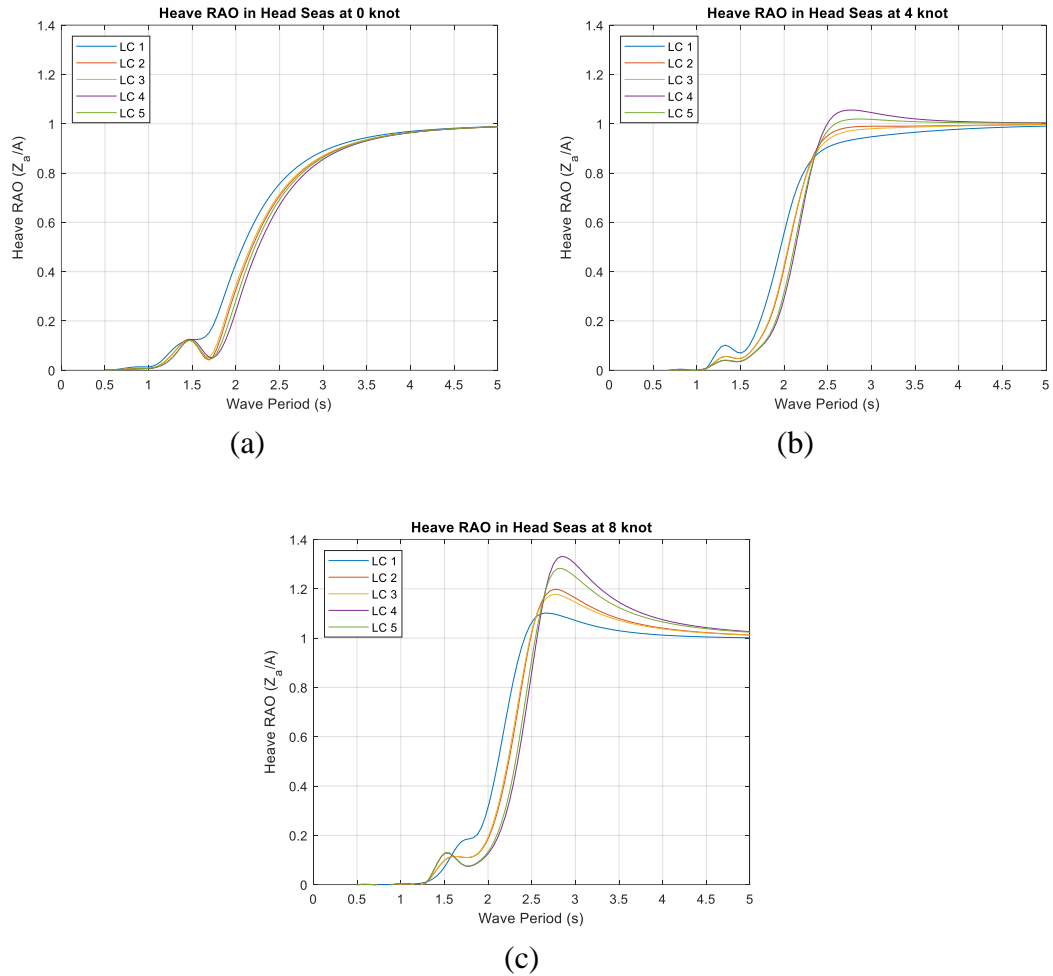 Heave RAO in Head Seas at 0 knot
1.4
1.2
1
0.8
0.6
0.4
0.2
0
Heave RAO (Z_a/A)
LC 1
LC 2
LC 3
LC 4
LC 5
0 0.5 1 1.5 2 2.5 3 3.5 4 4.5 5
Wave Period (s)
(a)
Heave RAO in Head Seas at 4 knot
1.4
1.2
1
0.8
0.6
0.4
0.2
0
Heave RAO (Z_a/A)
LC 1
LC 2
LC 3
LC 4
LC 5
0 0.5 1 1.5 2 2.5 3 3.5 4 4.5 5
Wave Period (s)
(b)
Heave RAO in Head Seas at 8 knot
1.4
1.2
1
0.8
0.6
0.4
0.2
0
Heave RAO (Z_a/A)
LC 1
LC 2
LC 3
LC 4
LC 5
0 0.5 1 1.5 2 2.5 3 3.5 4 4.5 5
Wave Period (s)
(c)